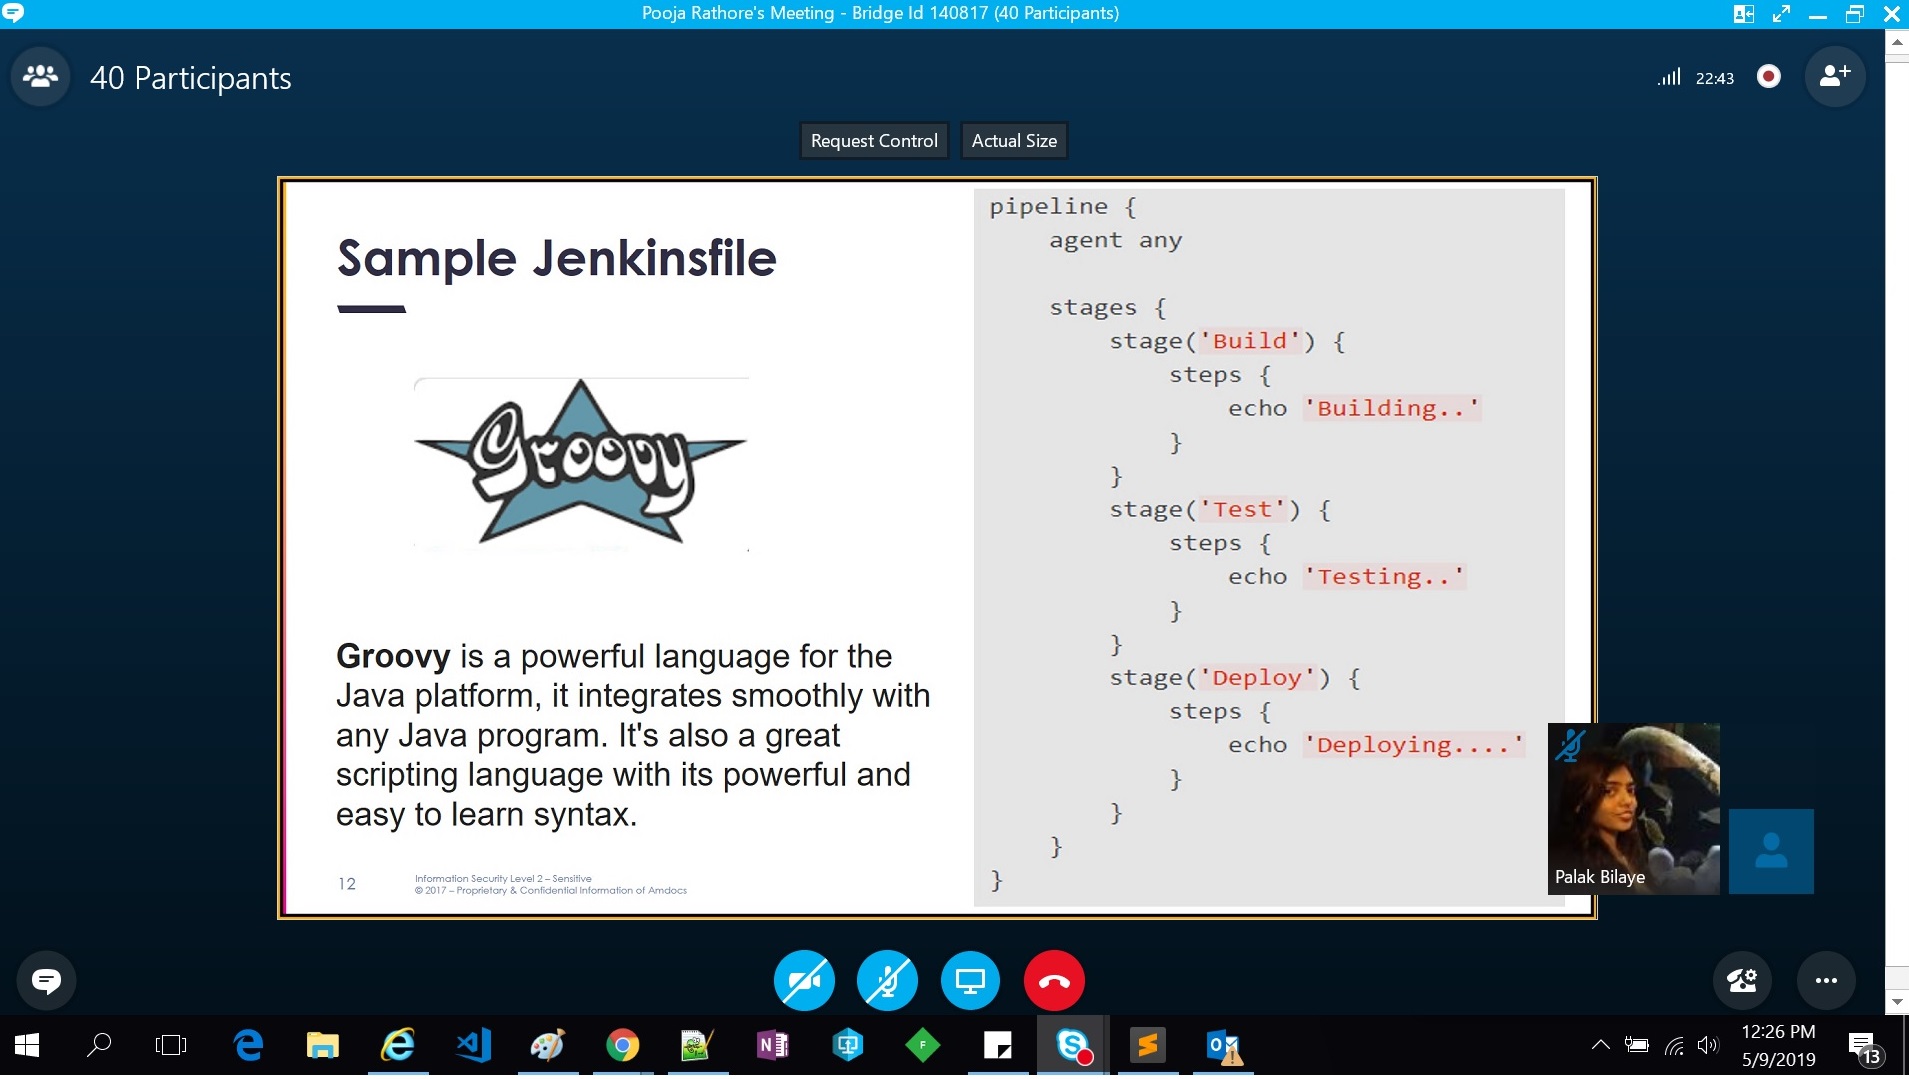 Pooja Rathore's Meeting - Bridge Id 140817 (40 Participants)
40 Participants
22:43
Request Control
Actual Size
Sample Jenkinsfile
Groovy
Groovy is a powerful language for the
Java platform, it integrates smoothly with
any Java program. It's also a great
scripting language with its powerful and
easy to learn syntax.
12
Information Security Level 2 – Sensitive
© 2017 – Proprietary & Confidential Information of Amdocs
pipeline {
    agent any

    stages {
        stage('Build') {
            steps {
                echo 'Building..'
            }
        }
        stage('Test') {
            steps {
                echo 'Testing..'
            }
        }
        stage('Deploy') {
            steps {
                echo 'Deploying....'
            }
        }
    }
}
Palak Bilaye
N
F
S
O
12:26 PM
5/9/2019
13